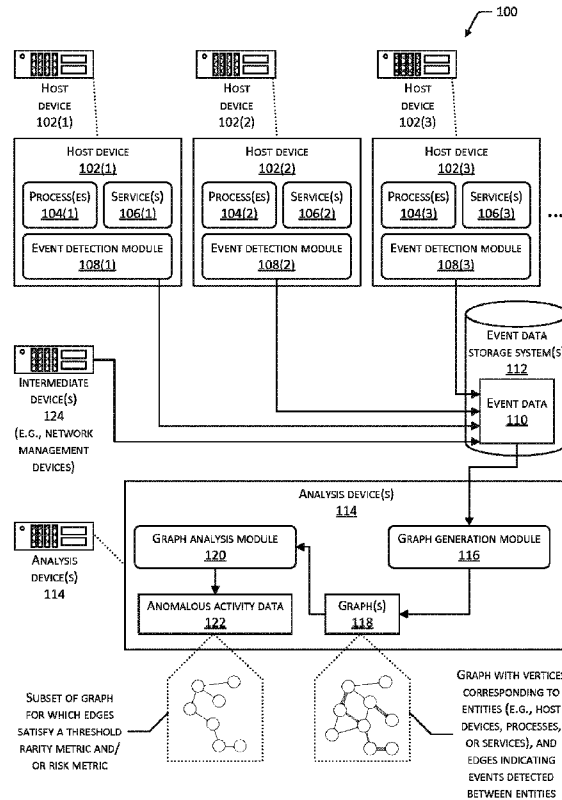 100
HOST
DEVICE
102(1)
HOST
DEVICE
102(2)
HOST
DEVICE
102(3)
HOST DEVICE
102(1)
PROCESS(ES)
104(1)
SERVICE(S)
106(1)
EVENT DETECTION MODULE
108(1)
HOST DEVICE
102(2)
PROCESS(ES)
104(2)
SERVICE(S)
106(2)
EVENT DETECTION MODULE
108(2)
HOST DEVICE
102(3)
PROCESS(ES)
104(3)
SERVICE(S)
106(3)
EVENT DETECTION MODULE
108(3)
...
EVENT DATA
STORAGE SYSTEM(S)
112
EVENT DATA
110
INTERMEDIATE
DEVICE(S)
124
(E.G., NETWORK
MANAGEMENT
DEVICES)
ANALYSIS DEVICE(S)
114
ANALYSIS
DEVICE(S)
114
GRAPH ANALYSIS MODULE
120
GRAPH GENERATION MODULE
116
ANOMALOUS ACTIVITY DATA
122
GRAPH(S)
118
SUBSET OF GRAPH
FOR WHICH EDGES
SATISFY A THRESHOLD
RARITY METRIC AND/
OR RISK METRIC
GRAPH WITH VERTICES
CORRESPONDING TO
ENTITIES (E.G., HOST
DEVICES, PROCESSES,
OR SERVICES), AND
EDGES INDICATING
EVENTS DETECTED
BETWEEN ENTITIES